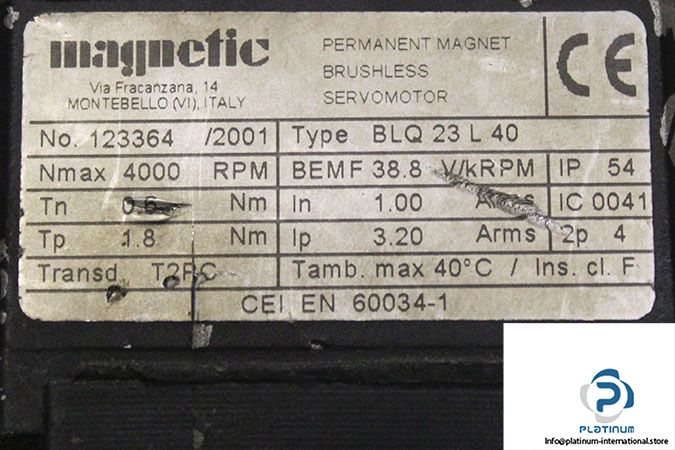 magnetic
Via Fracanzana, 14
MONTEBELLO (VI), ITALY
PERMANENT MAGNET
BRUSHLESS
SERVOMOTOR
CE
No. 123364 /2001 Type BLQ 23 L 40
Nmax 4000 RPM BEMF 38.8 V/kRPM IP 54
Tn 0.6 Nm In 1.00 IC 0041
Tp 1.8 Nm Ip 3.20 Arms 2p 4
Transd. Tamb. max 40°C / Ins. cl. F
CEI EN 60034-1
PLATINUM
Info@platinum-international.store